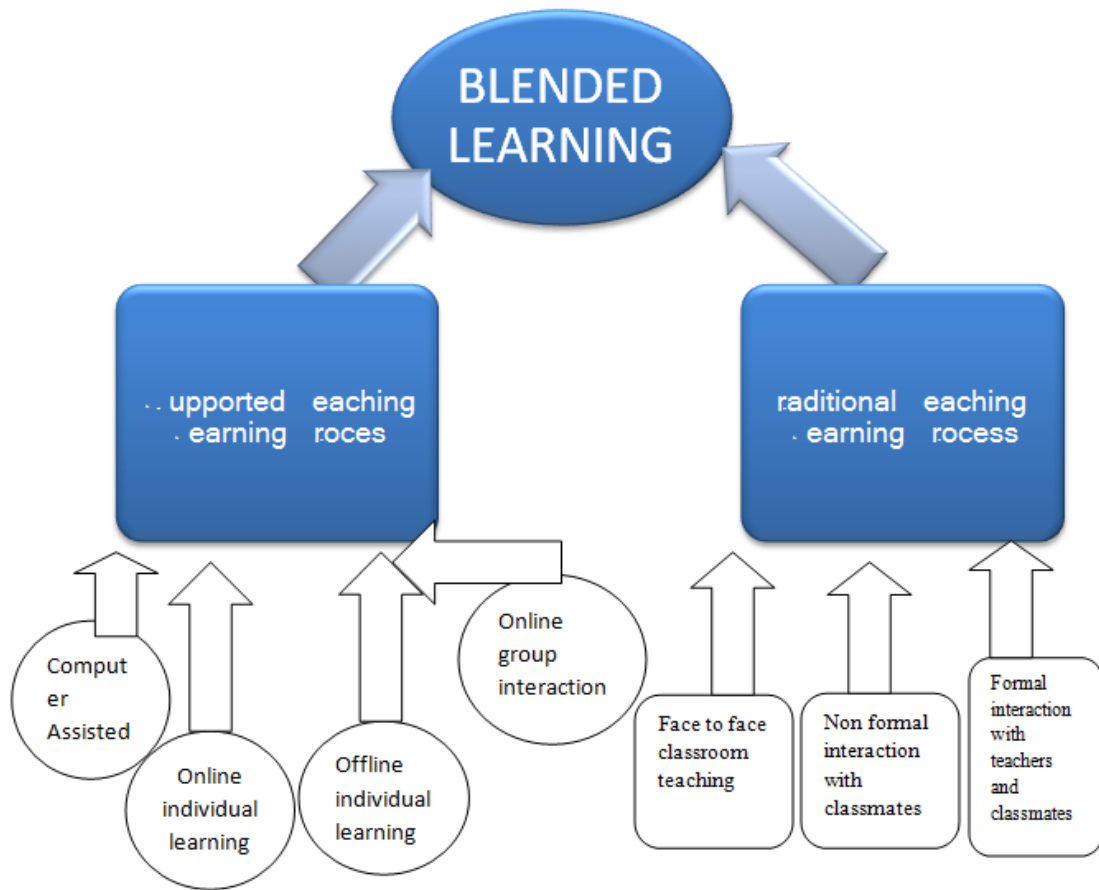 BLENDED
LEARNING
upported eaching
earning roces
raditional eaching
earning rocess
Comput
er
Assisted
Online
individual
learning
Offline
individual
learning
Online
group
interaction
Face to face
classroom
teaching
Non formal
interaction
with
classmates
Formal
interaction
with
teachers
and
classmates